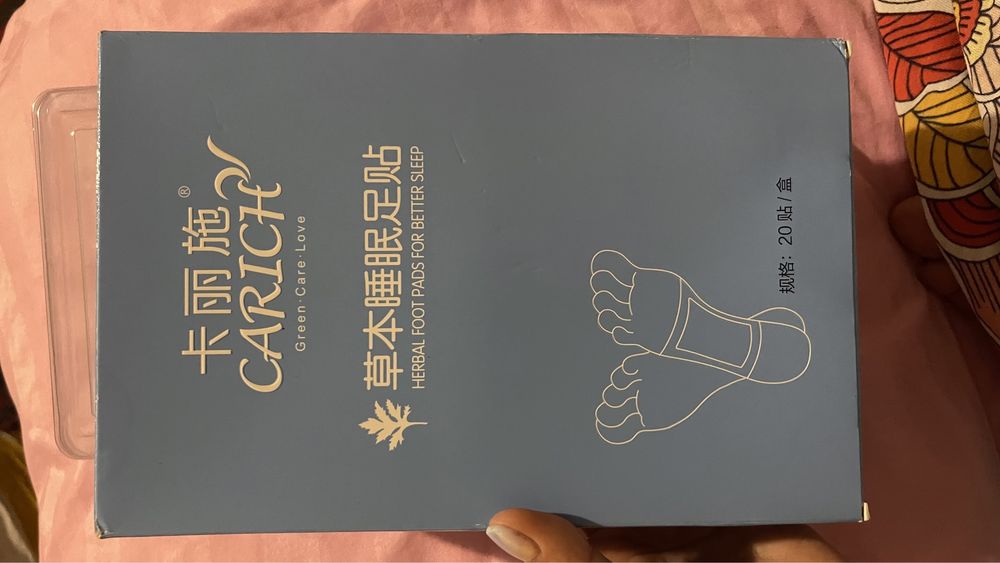 卡丽施®
CARICH
Green·Care·Love
草本睡眠足贴
HERBAL FOOT PADS FOR BETTER SLEEP
规格：20 贴 / 盒